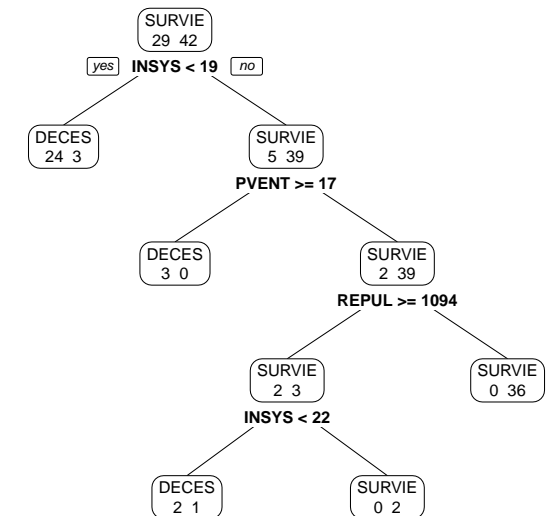 SURVIE
29 42
yes INSYS < 19 no
DECES
24 3
SURVIE
5 39
PVENT >= 17
DECES
3 0
SURVIE
2 39
REPUL >= 1094
SURVIE
2 3
SURVIE
0 36
INSYS < 22
DECES
2 1
SURVIE
0 2